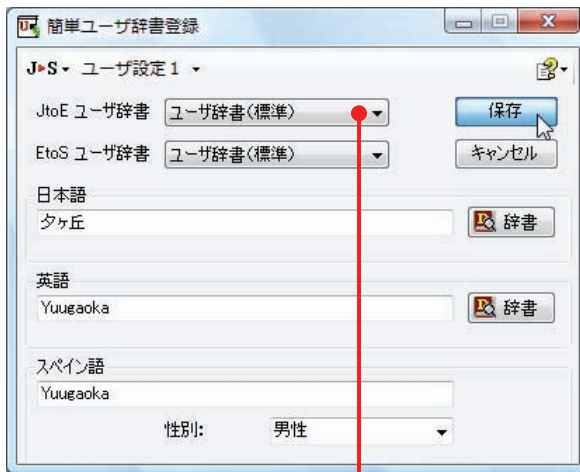 簡単ユーザ辞書登録
J▶S ユーザ設定1
JtoE ユーザ辞書 ユーザ辞書(標準) 保存
EtoS ユーザ辞書 ユーザ辞書(標準) キャンセル
日本語
夕ヶ丘 辞書
英語
Yuugaoka 辞書
スペイン語
Yuugaoka
性別: 男性